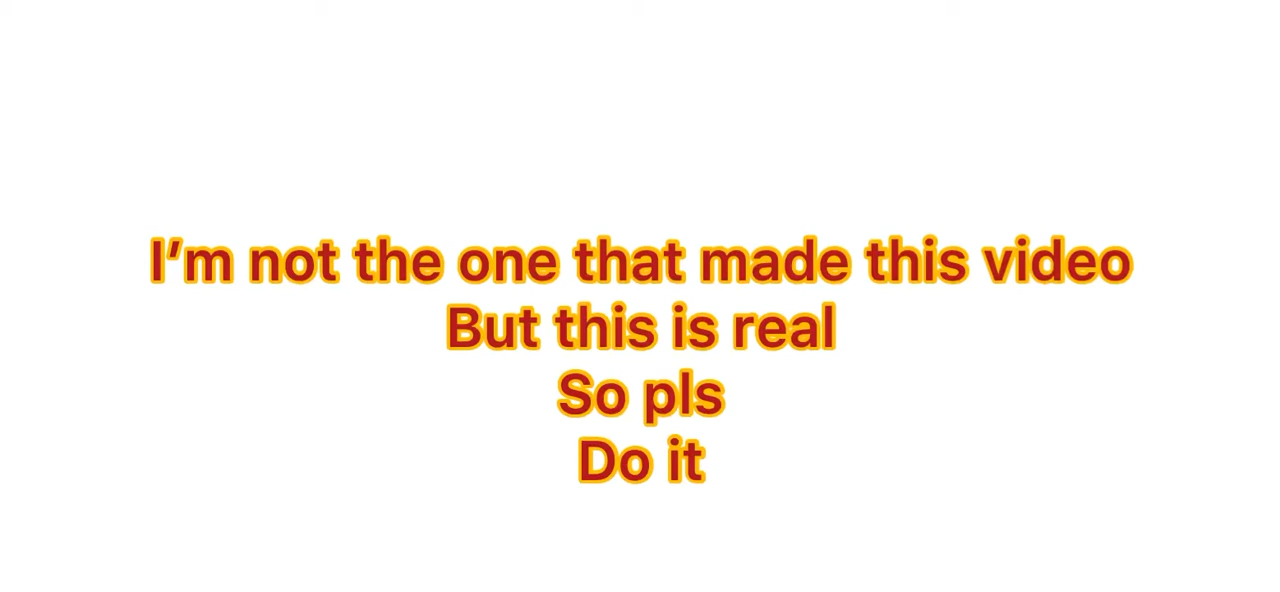 I’m not the one that made this video
But this is real
So pls
Do it